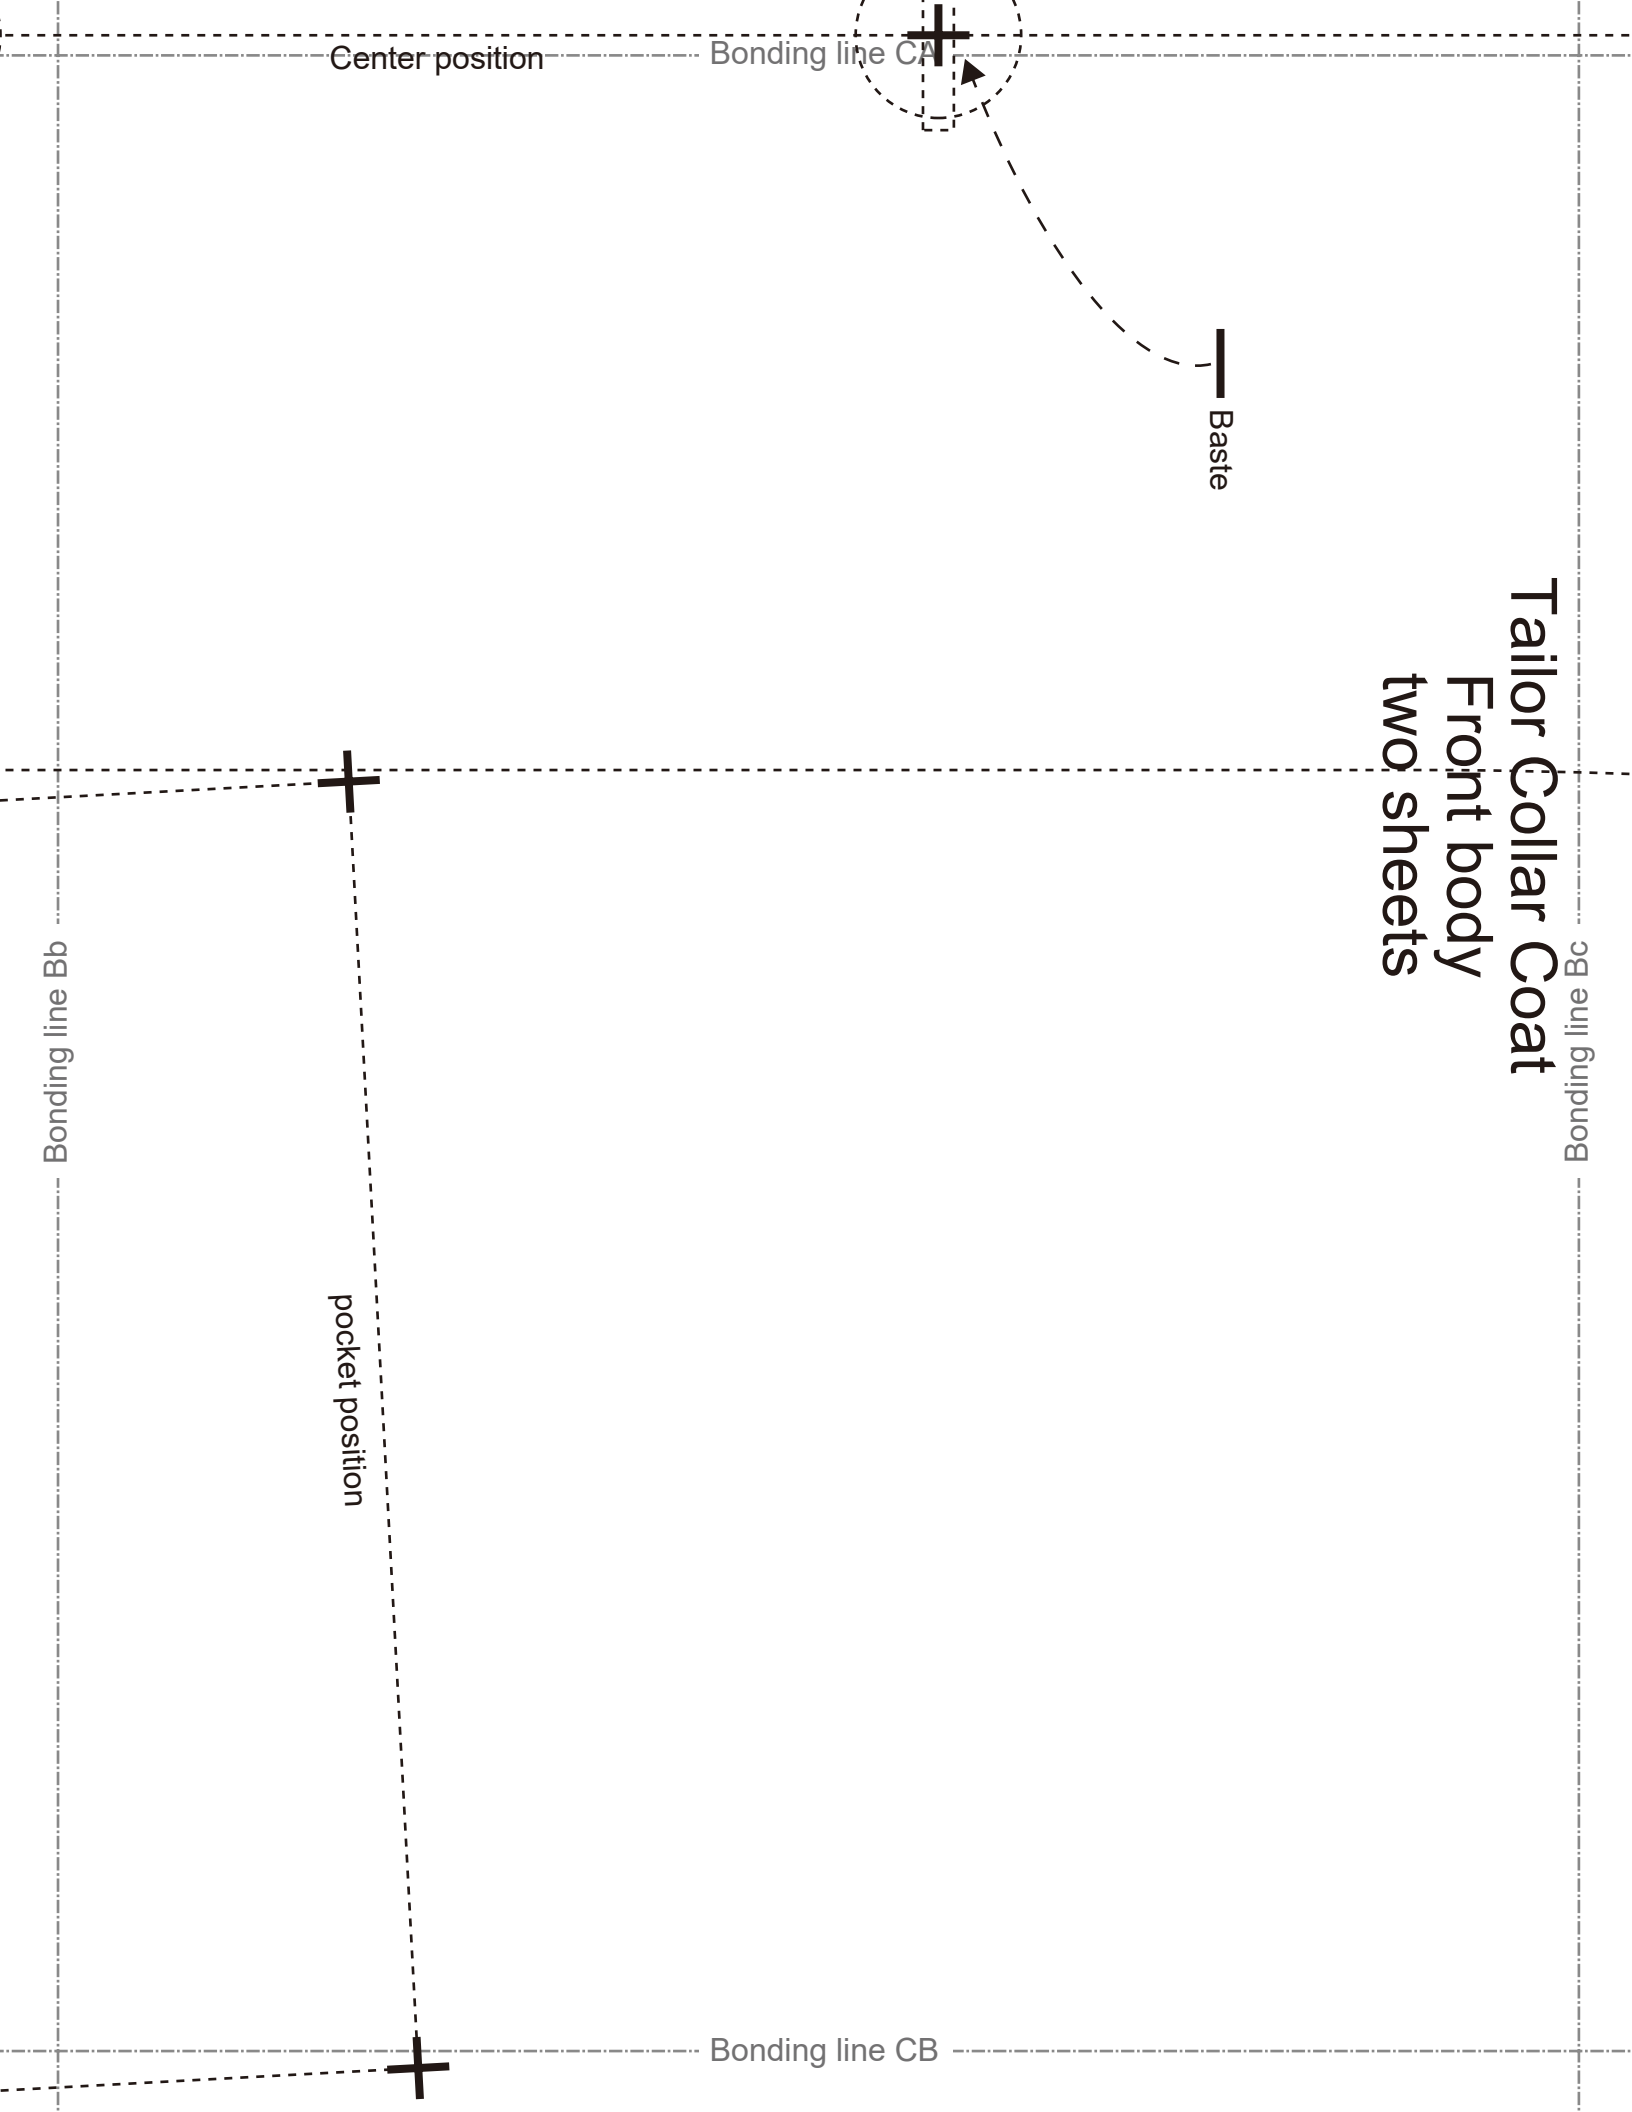 Center position
Bonding line CA
Baste
Tailor Collar Coat
Front body
two sheets
Bonding line Bb
Bonding line Bc
pocket position
Bonding line CB